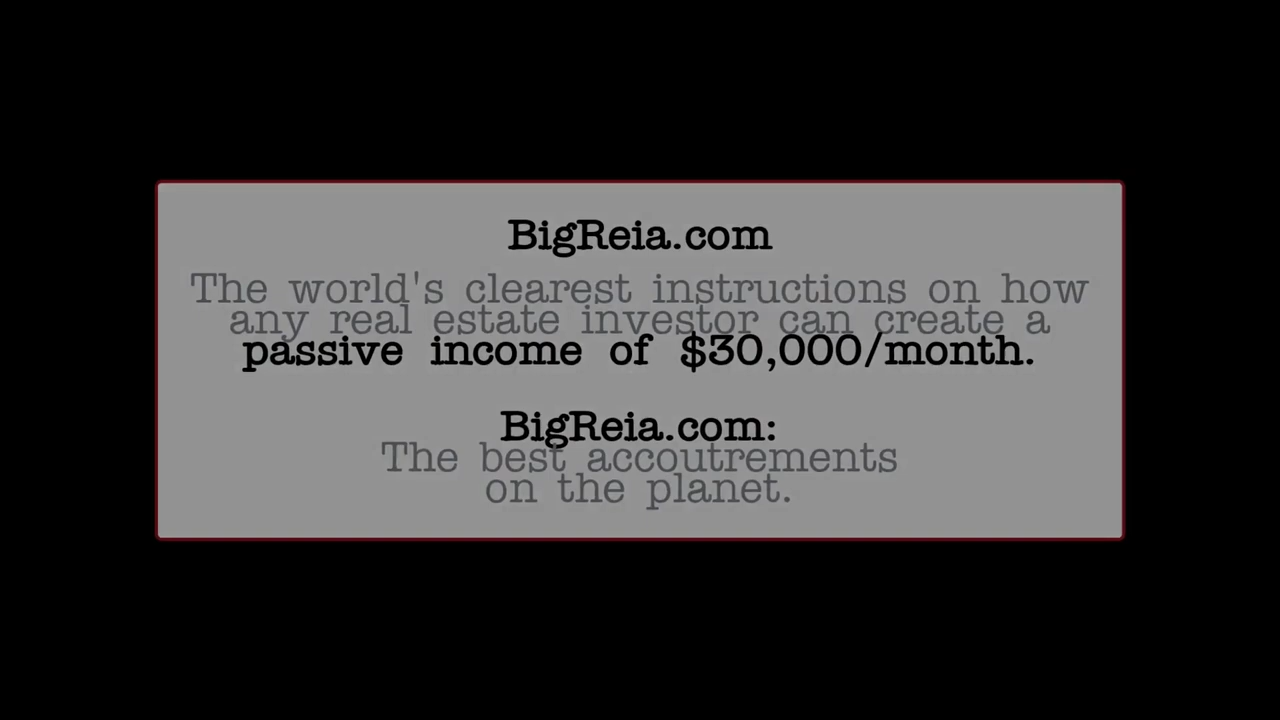 BigReia.com
The world's clearest instructions on how
any real estate investor can create a
passive income of $30,000/month.
BigReia.com:
The best accoutrements
on the planet.